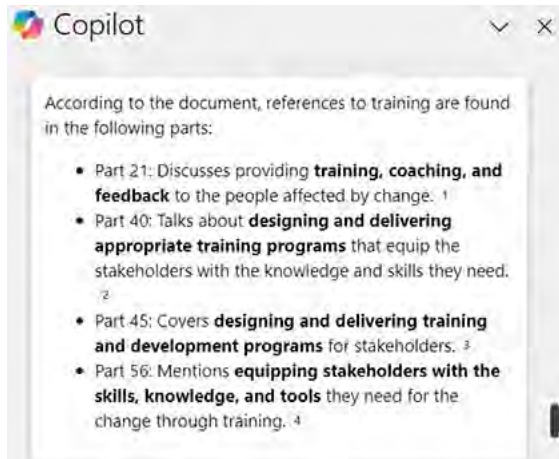 Copilot
According to the document, references to training are found
in the following parts:
• Part 21: Discusses providing training, coaching, and
feedback to the people affected by change. 1
• Part 40: Talks about designing and delivering
appropriate training programs that equip the
stakeholders with the knowledge and skills they need.
2
• Part 45: Covers designing and delivering training
and development programs for stakeholders. 3
• Part 56: Mentions equipping stakeholders with the
skills, knowledge, and tools they need for the
change through training. 4